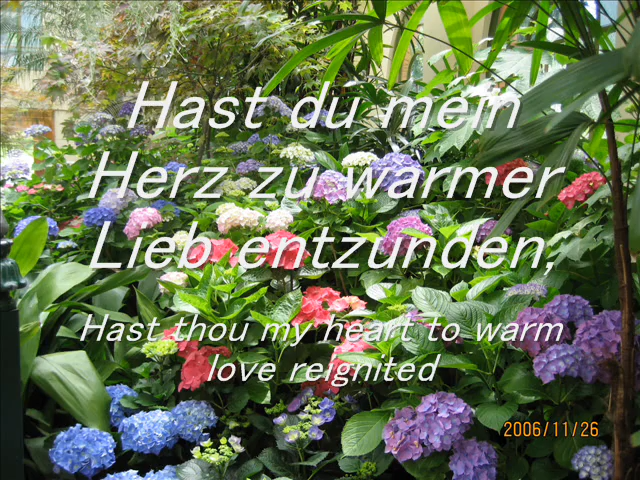 Hast du mein
Herz zu warmer
Lieb entzunden,
Hast thou my heart to warm
love reignited
2006/11/26